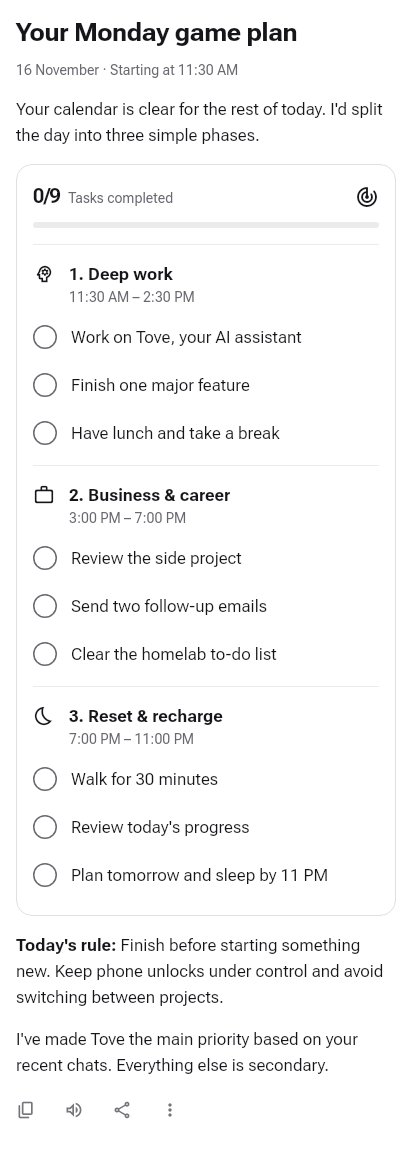 Your Monday game plan
16 November · Starting at 11:30 AM
Your calendar is clear for the rest of today. I'd split
the day into three simple phases.
0/9 Tasks completed
1. Deep work
11:30 AM – 2:30 PM
Work on Tove, your AI assistant
Finish one major feature
Have lunch and take a break
2. Business & career
3:00 PM – 7:00 PM
Review the side project
Send two follow-up emails
Clear the homelab to-do list
3. Reset & recharge
7:00 PM – 11:00 PM
Walk for 30 minutes
Review today's progress
Plan tomorrow and sleep by 11 PM
Today's rule: Finish before starting something
new. Keep phone unlocks under control and avoid
switching between projects.
I've made Tove the main priority based on your
recent chats. Everything else is secondary.